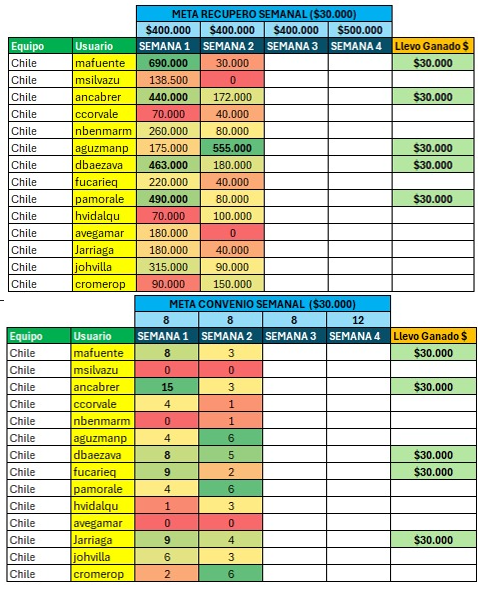 META RECUPERO SEMANAL ($30.000)
$400.000 $400.000 $400.000 $500.000
Equipo Usuario SEMANA 1 SEMANA 2 SEMANA 3 SEMANA 4 Llevo Ganado $
Chile mafuente 690.000 30.000 $30.000
Chile msilvazu 138.500 0
Chile ancabrer 440.000 172.000 $30.000
Chile ccorvale 70.000 40.000
Chile nbenmarm 260.000 80.000
Chile aguzmanp 175.000 555.000 $30.000
Chile dbaezava 463.000 180.000 $30.000
Chile fucarieq 220.000 40.000
Chile pamorale 490.000 80.000 $30.000
Chile hvidalqu 70.000 100.000
Chile avegamar 180.000 0
Chile Jarriaga 180.000 40.000
Chile johvilla 315.000 90.000
Chile cromerop 90.000 150.000
META CONVENIO SEMANAL ($30.000)
8 8 8 12
Equipo Usuario SEMANA 1 SEMANA 2 SEMANA 3 SEMANA 4 Llevo Ganado $
Chile mafuente 8 3 $30.000
Chile msilvazu 0 0
Chile ancabrer 15 3 $30.000
Chile ccorvale 4 1
Chile nbenmarm 0 1
Chile aguzmanp 4 6
Chile dbaezava 8 5 $30.000
Chile fucarieq 9 2 $30.000
Chile pamorale 4 6
Chile hvidalqu 1 3
Chile avegamar 0 0
Chile Jarriaga 9 4 $30.000
Chile johvilla 6 3
Chile cromerop 2 6